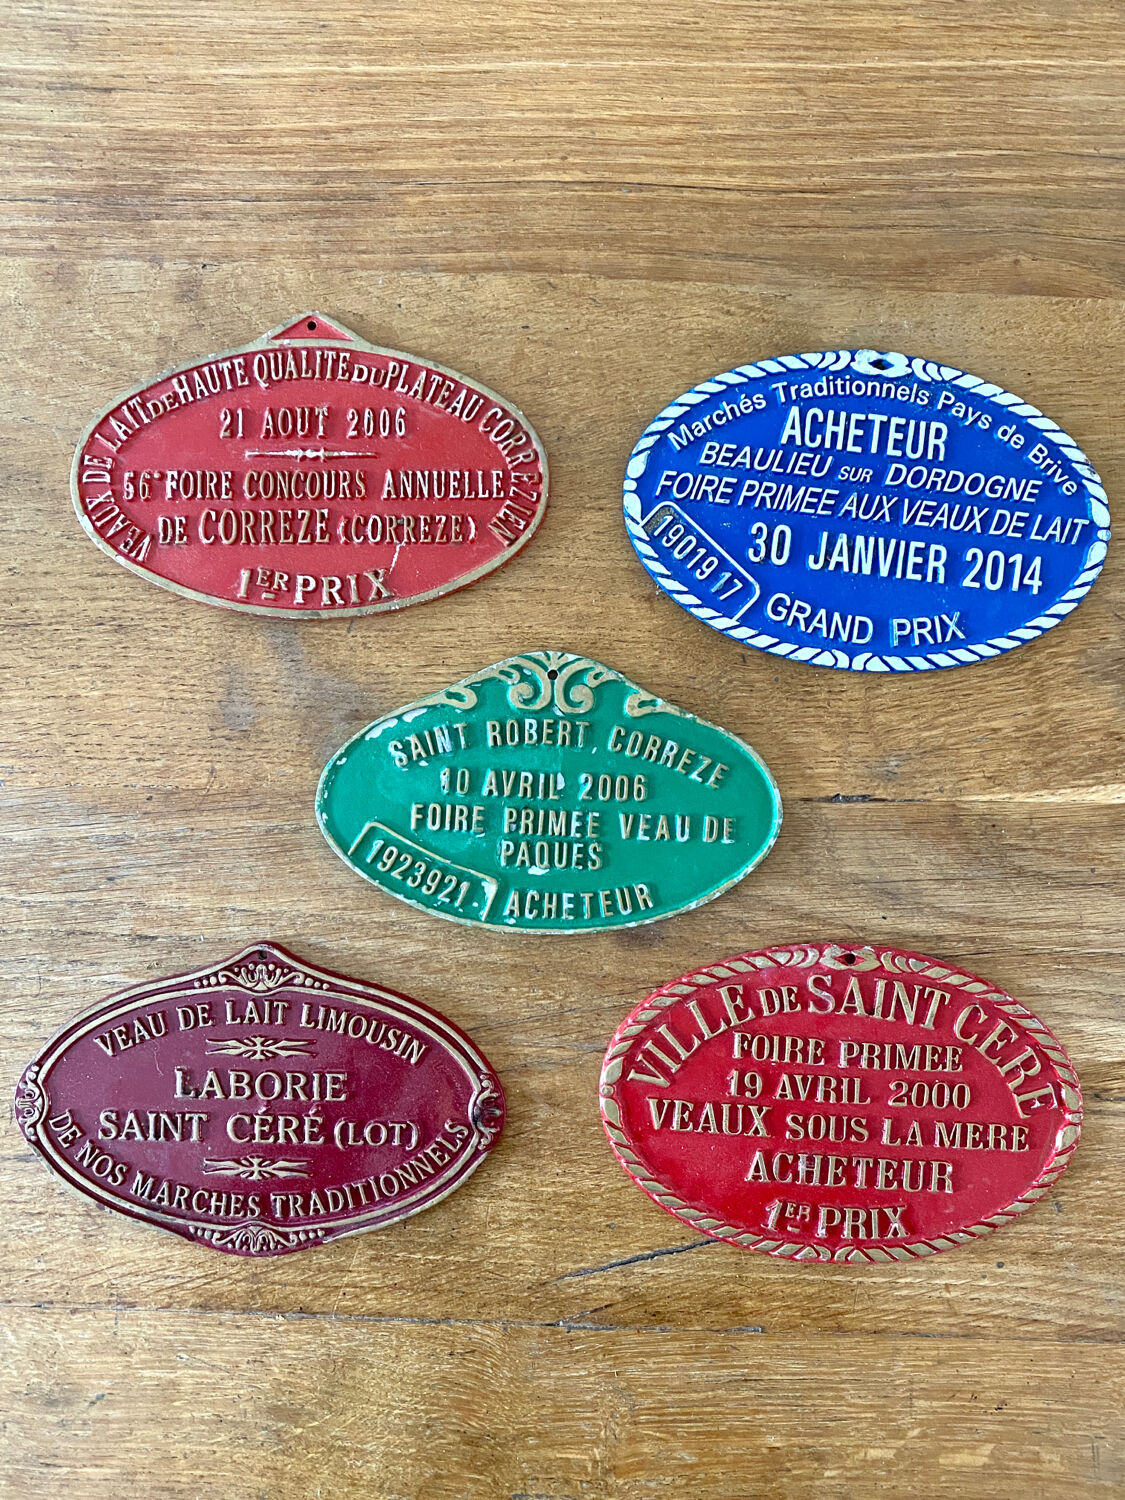 VEAUX DE LAIT DE HAUTE QUALITE DU PLATEAU CORREZIEN
21 AOUT 2006
56° FOIRE CONCOURS ANNUELLE
DE CORREZE (CORREZE)
1ER PRIX
Marchés Traditionnels Pays de Brive
ACHETEUR
BEAULIEU SUR DORDOGNE
FOIRE PRIMEE AUX VEAUX DE LAIT
30 JANVIER 2014
19019 17
GRAND PRIX
SAINT ROBERT, CORREZE
10 AVRIL 2006
FOIRE PRIMEE VEAU DE
PAQUES
1923921
ACHETEUR
VEAU DE LAIT LIMOUSIN
LABORIE
SAINT CÉRÉ (LOT)
DE NOS MARCHES TRADITIONNELS
VILLE DE SAINT CERE
FOIRE PRIMEE
19 AVRIL 2000
VEAUX SOUS LA MERE
ACHETEUR
1ER PRIX